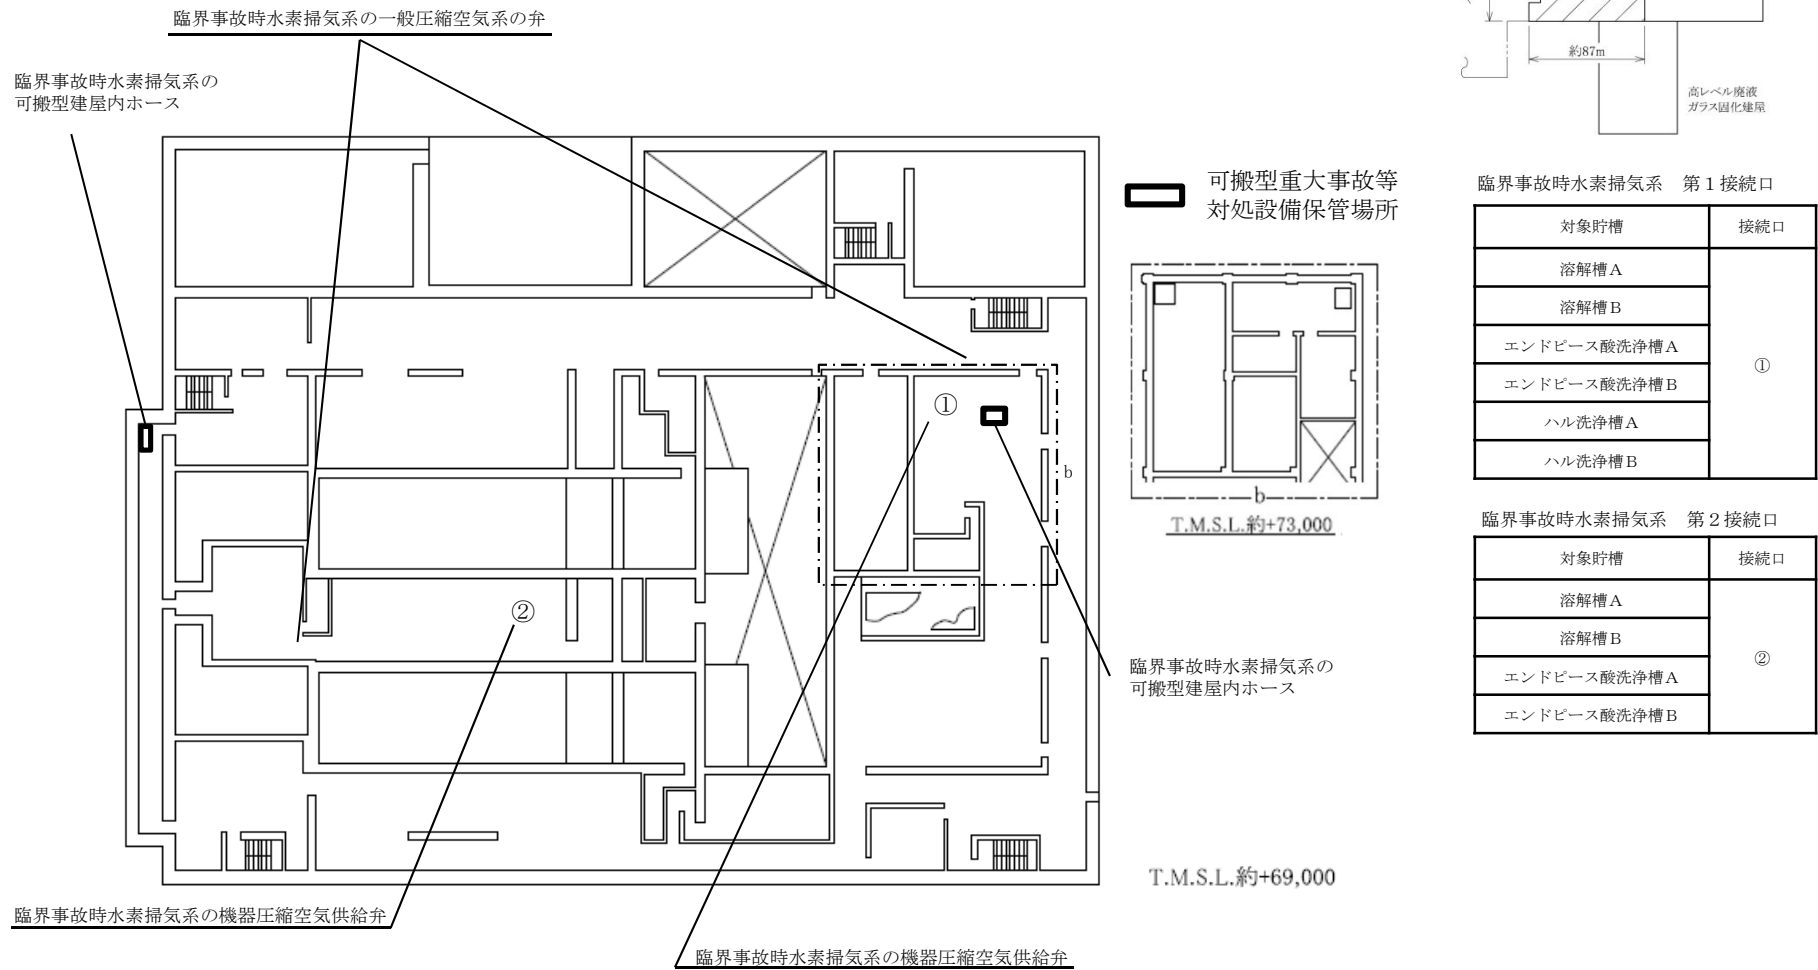 臨界事故時水素掃気系の一般圧縮空気系の弁
臨界事故時水素掃気系の
可搬型建屋内ホース
約87m
高レベル廃液
ガラス固化建屋
可搬型重大事故等
対処設備保管場所
b
T.M.S.L.約+73,000
①
b
②
臨界事故時水素掃気系の
可搬型建屋内ホース
T.M.S.L.約+69,000
臨界事故時水素掃気系の機器圧縮空気供給弁
臨界事故時水素掃気系の機器圧縮空気供給弁
臨界事故時水素掃気系 第1接続口
対象貯槽 接続口
溶解槽A
溶解槽B
エンドピース酸洗浄槽A
①
エンドピース酸洗浄槽B
ハル洗浄槽A
ハル洗浄槽B
臨界事故時水素掃気系 第2接続口
対象貯槽 接続口
溶解槽A
溶解槽B
②
エンドピース酸洗浄槽A
エンドピース酸洗浄槽B